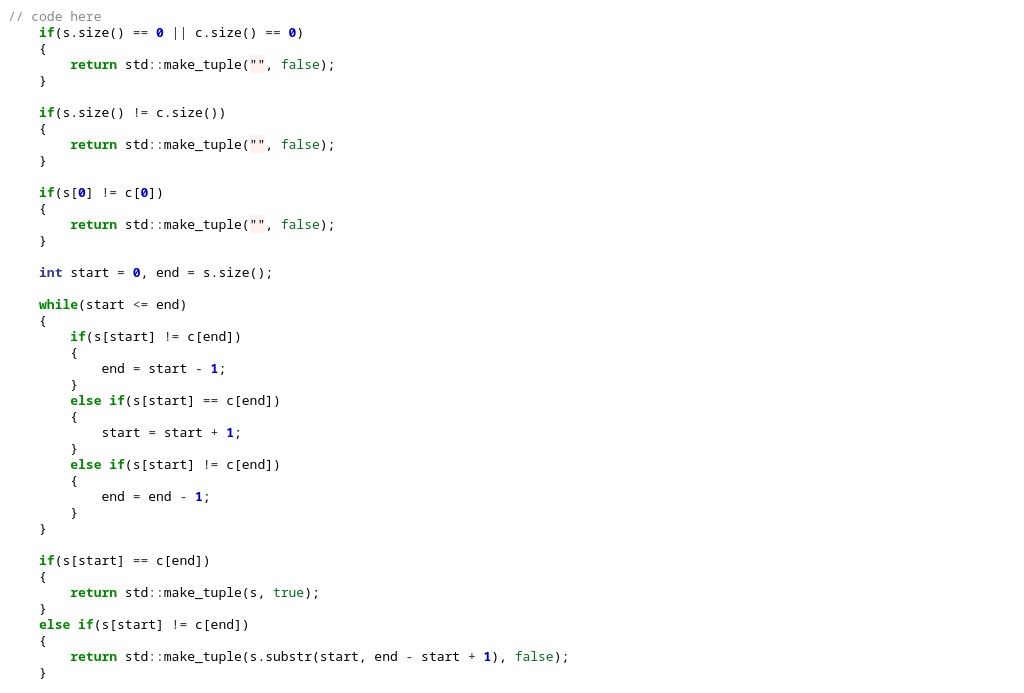 // code here
    if(s.size() == 0 || c.size() == 0)
    {
        return std::make_tuple("", false);
    }

    if(s.size() != c.size())
    {
        return std::make_tuple("", false);
    }

    if(s[0] != c[0])
    {
        return std::make_tuple("", false);
    }

    int start = 0, end = s.size();

    while(start <= end)
    {
        if(s[start] != c[end])
        {
            end = start - 1;
        }
        else if(s[start] == c[end])
        {
            start = start + 1;
        }
        else if(s[start] != c[end])
        {
            end = end - 1;
        }
    }

    if(s[start] == c[end])
    {
        return std::make_tuple(s, true);
    }
    else if(s[start] != c[end])
    {
        return std::make_tuple(s.substr(start, end - start + 1), false);
    }